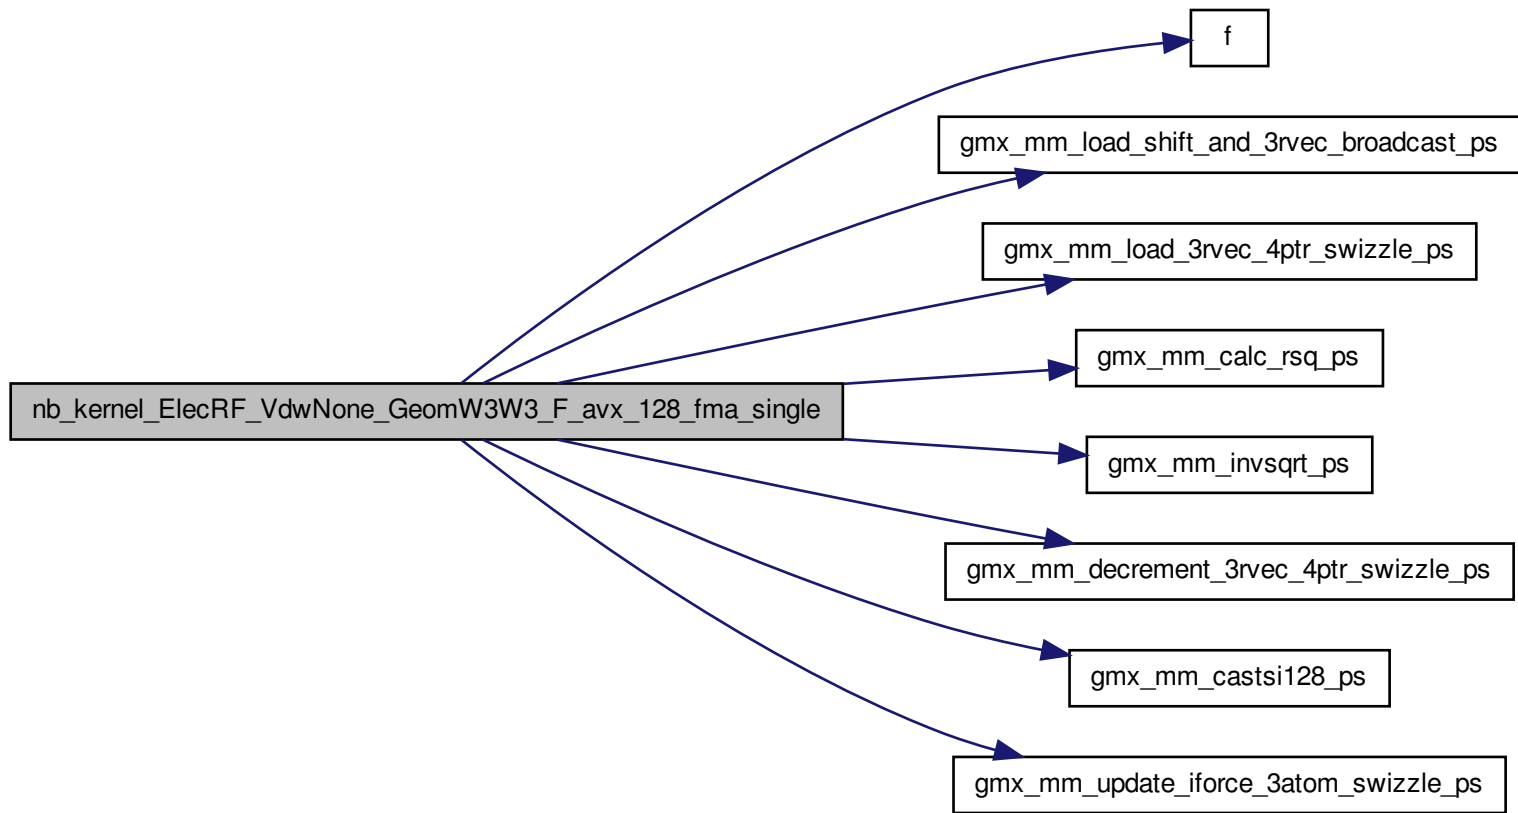 f
gmx_mm_load_shift_and_3rvec_broadcast_ps
gmx_mm_load_3rvec_4ptr_swizzle_ps
gmx_mm_calc_rsq_ps
nb_kernel_ElecRF_VdwNone_GeomW3W3_F_avx_128_fma_single
gmx_mm_invsqrt_ps
gmx_mm_decrement_3rvec_4ptr_swizzle_ps
gmx_mm_castsi128_ps
gmx_mm_update_iforce_3atom_swizzle_ps